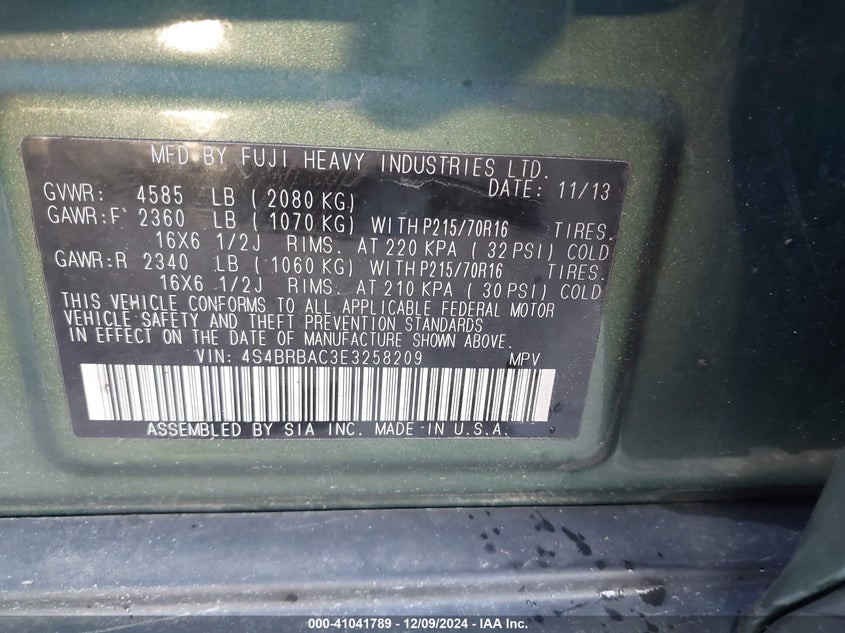 MFD BY FUJI HEAVY INDUSTRIES LTD.
DATE: 11/13
GVWR: 4585 LB ( 2080 KG)
GAWR:F 2360 LB ( 1070 KG) WITH P215/70R16 TIRES.
16X6 1/2J RIMS. AT 220 KPA ( 32 PSI) COLD
GAWR:R 2340 LB ( 1060 KG) WITH P215/70R16 TIRES.
16X6 1/2J RIMS. AT 210 KPA ( 30 PSI) COLD
THIS VEHICLE CONFORMS TO ALL APPLICABLE FEDERAL MOTOR
VEHICLE SAFETY AND THEFT PREVENTION STANDARDS
IN EFFECT ON THE DATE OF MANUFACTURE SHOWN ABOVE.
VIN: 4S4BRBAC3E3258209 MPV
ASSEMBLED BY SIA INC. MADE IN U.S.A.
000-41041789 - 12/09/2024 - IAA Inc.